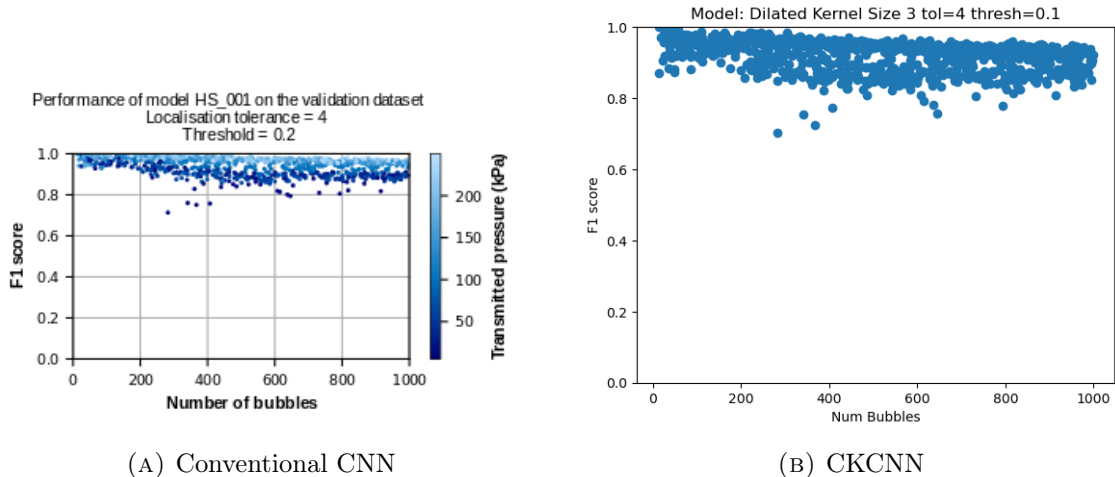 Performance of model HS_001 on the validation dataset
Localisation tolerance = 4
Threshold = 0.2
1.0
0.8
0.6
0.4
0.2
0.0
F1 score
0
200
400
600
800
1000
Number of bubbles
200
150
100
50
Transmitted pressure (kPa)
(A) Conventional CNN
Model: Dilated Kernel Size 3 tol=4 thresh=0.1
1.0
0.8
0.6
0.4
0.2
0.0
F1 score
0
200
400
600
800
1000
Num Bubbles
(B) CKCNN